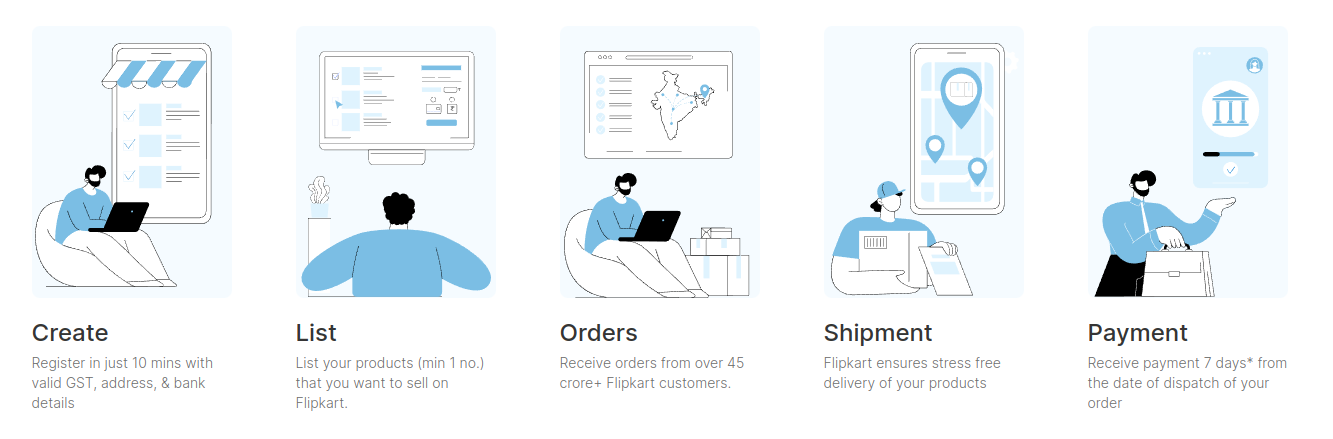 Create
Register in just 10 mins with
valid GST, address, & bank
details
List
List your products (min 1 no.)
that you want to sell on
Flipkart.
Orders
Receive orders from over 45
crore+ Flipkart customers.
Shipment
Flipkart ensures stress free
delivery of your products
Payment
Receive payment 7 days* from
the date of dispatch of your
order